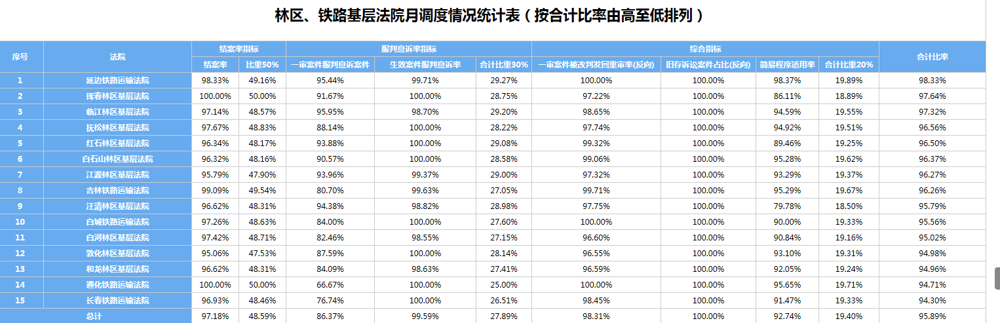 林区、铁路基层法院月调度情况统计表（按合计比率由高至低排列）
序号 法院 结案率指标 服判息诉率指标 综合指标 合计比率
结案率 比重50% 一审案件服判息诉案件 生效案件服判息诉率 合计比重30% 一审案件被改判发回重审率(反向) 旧存诉讼案件占比(反向) 简易程序适用率 合计比重20%
1 延边铁路运输法院 98.33% 49.16% 95.44% 99.71% 29.27% 100.00% 100.00% 98.37% 19.89% 98.33%
2 珲春林区基层法院 100.00% 50.00% 91.67% 100.00% 28.75% 97.22% 100.00% 86.11% 18.89% 97.64%
3 临江林区基层法院 97.14% 48.57% 95.95% 98.70% 29.20% 98.65% 100.00% 94.59% 19.55% 97.32%
4 抚松林区基层法院 97.67% 48.83% 88.14% 100.00% 28.22% 97.74% 100.00% 94.92% 19.51% 96.56%
5 红石林区基层法院 96.34% 48.17% 93.88% 100.00% 29.08% 99.32% 100.00% 89.46% 19.25% 96.50%
6 白石山林区基层法院 96.32% 48.16% 90.57% 100.00% 28.58% 99.06% 100.00% 95.28% 19.62% 96.37%
7 江源林区基层法院 95.79% 47.90% 93.96% 99.37% 29.00% 97.32% 100.00% 93.29% 19.37% 96.27%
8 吉林铁路运输法院 99.09% 49.54% 80.70% 99.63% 27.05% 99.71% 100.00% 95.29% 19.67% 96.26%
9 汪清林区基层法院 96.62% 48.31% 94.38% 98.82% 28.98% 97.75% 100.00% 79.78% 18.50% 95.79%
10 白城铁路运输法院 97.26% 48.63% 84.00% 100.00% 27.60% 100.00% 100.00% 90.00% 19.33% 95.56%
11 白河林区基层法院 97.42% 48.71% 82.46% 98.55% 27.15% 96.60% 100.00% 90.84% 19.16% 95.02%
12 敦化林区基层法院 95.06% 47.53% 87.59% 100.00% 28.14% 96.55% 100.00% 93.10% 19.31% 94.98%
13 和龙林区基层法院 96.62% 48.31% 84.09% 98.63% 27.41% 96.59% 100.00% 92.05% 19.24% 94.96%
14 通化铁路运输法院 100.00% 50.00% 66.67% 100.00% 25.00% 100.00% 100.00% 95.65% 19.71% 94.71%
15 长春铁路运输法院 96.93% 48.46% 76.74% 100.00% 26.51% 98.45% 100.00% 91.47% 19.33% 94.30%
总计 97.18% 48.59% 86.37% 99.59% 27.89% 98.31% 100.00% 92.74% 19.40% 95.89%